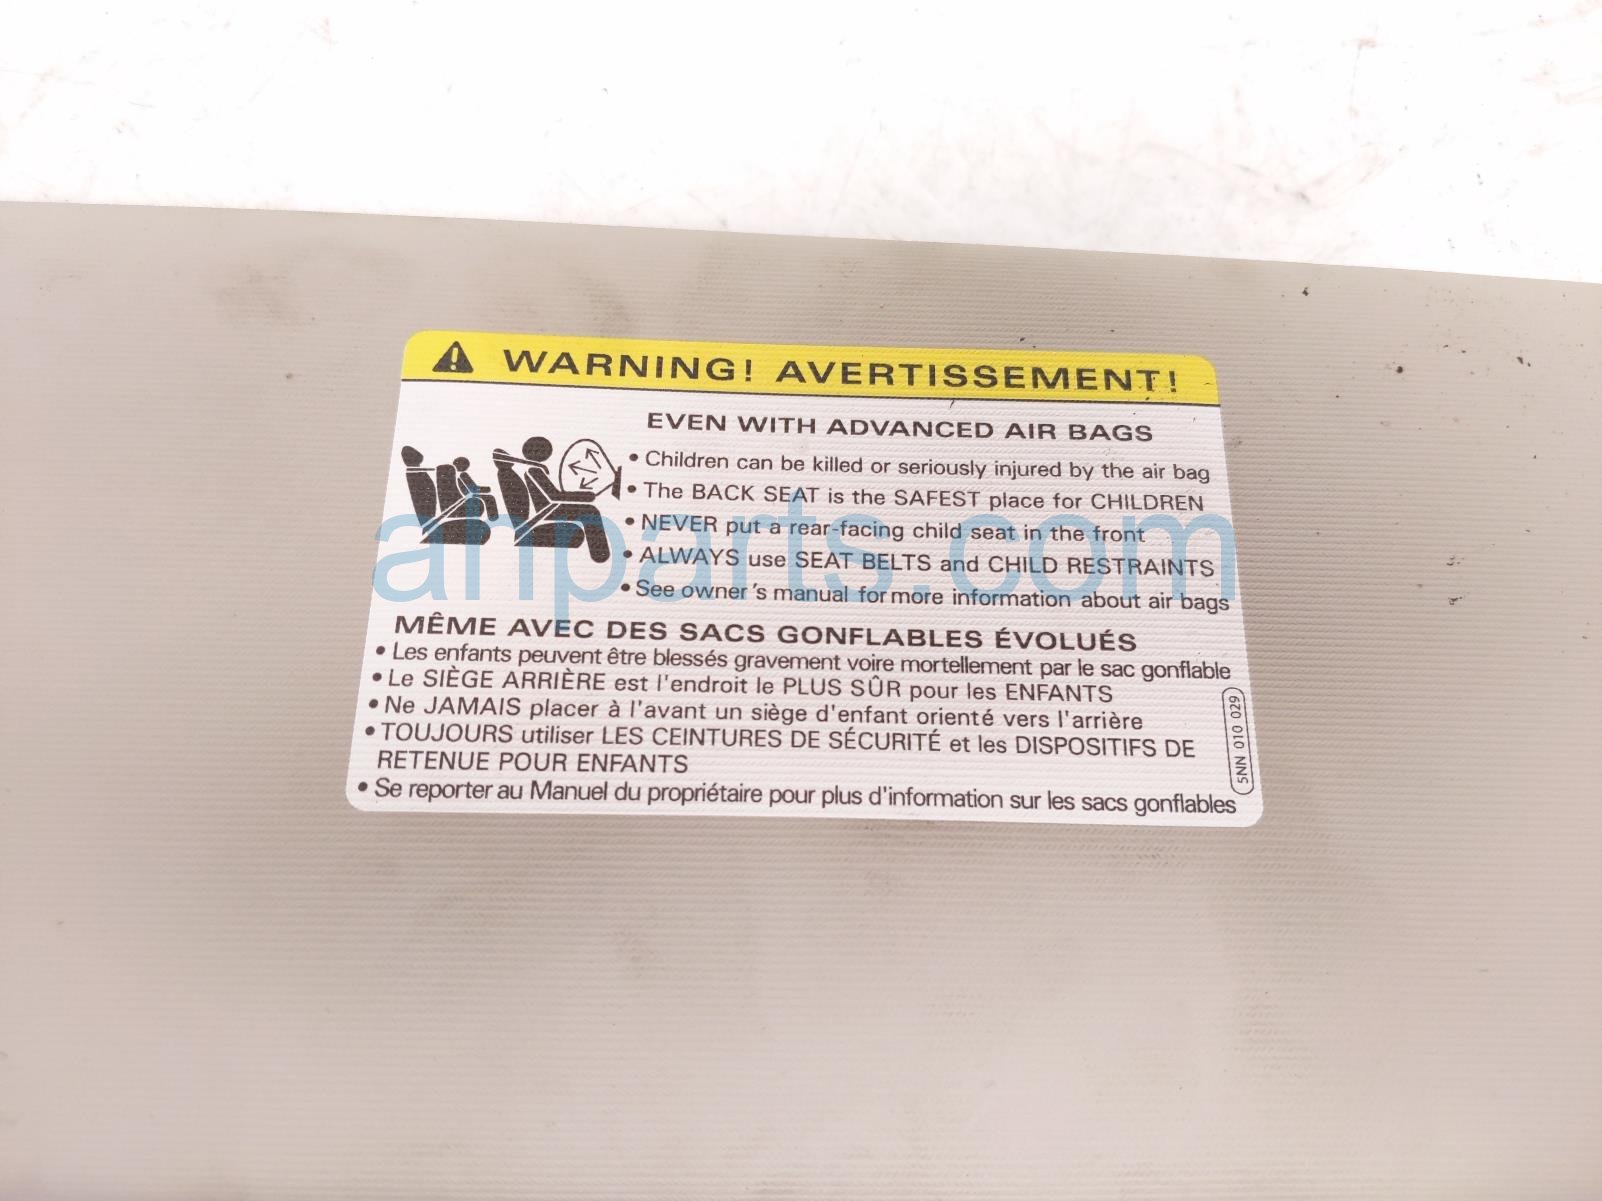 WARNING! AVERTISSEMENT!
EVEN WITH ADVANCED AIR BAGS
• Children can be killed or seriously injured by the air bag
• The BACK SEAT is the SAFEST place for CHILDREN
• NEVER put a rear-facing child seat in the front
• ALWAYS use SEAT BELTS and CHILD RESTRAINTS
• See owner's manual for more information about air bags
MÊME AVEC DES SACS GONFLABLES ÉVOLUÉS
• Les enfants peuvent être blessés gravement voire mortellement par le sac gonflable
• Le SIÈGE ARRIÈRE est l'endroit le PLUS SÛR pour les ENFANTS
• Ne JAMAIS placer à l'avant un siège d'enfant orienté vers l'arrière
• TOUJOURS utiliser LES CEINTURES DE SÉCURITÉ et les DISPOSITIFS DE
RETENUE POUR ENFANTS
• Se reporter au Manuel du propriétaire pour plus d'information sur les sacs gonflables
5NN 010 029
ahparts.com